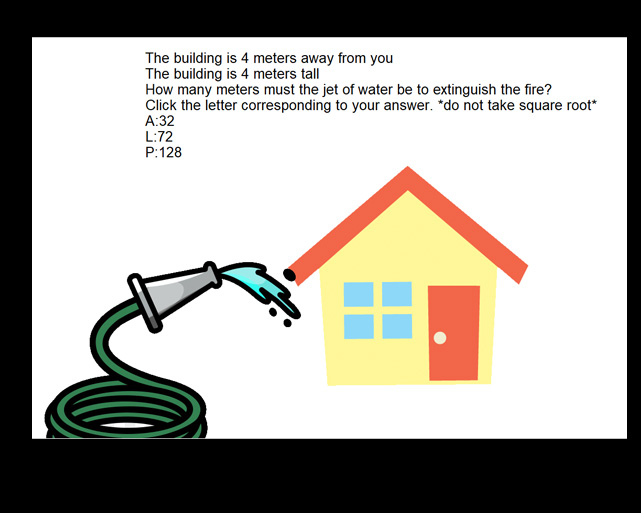 The building is 4 meters away from you
The building is 4 meters tall
How many meters must the jet of water be to extinguish the fire?
Click the letter corresponding to your answer. *do not take square root*
A:32
L:72
P:128